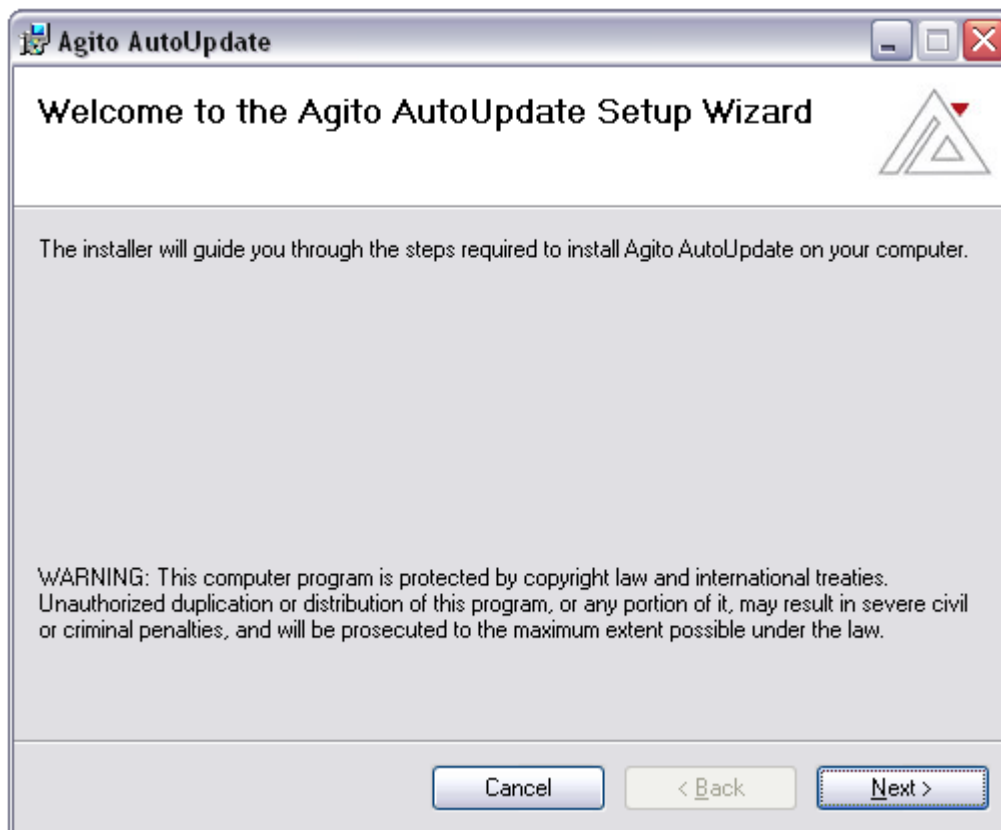 Agito AutoUpdate
Welcome to the Agito AutoUpdate Setup Wizard
The installer will guide you through the steps required to install Agito AutoUpdate on your computer.
WARNING: This computer program is protected by copyright law and international treaties.
Unauthorized duplication or distribution of this program, or any portion of it, may result in severe civil
or criminal penalties, and will be prosecuted to the maximum extent possible under the law.
Cancel
< Back
Next >